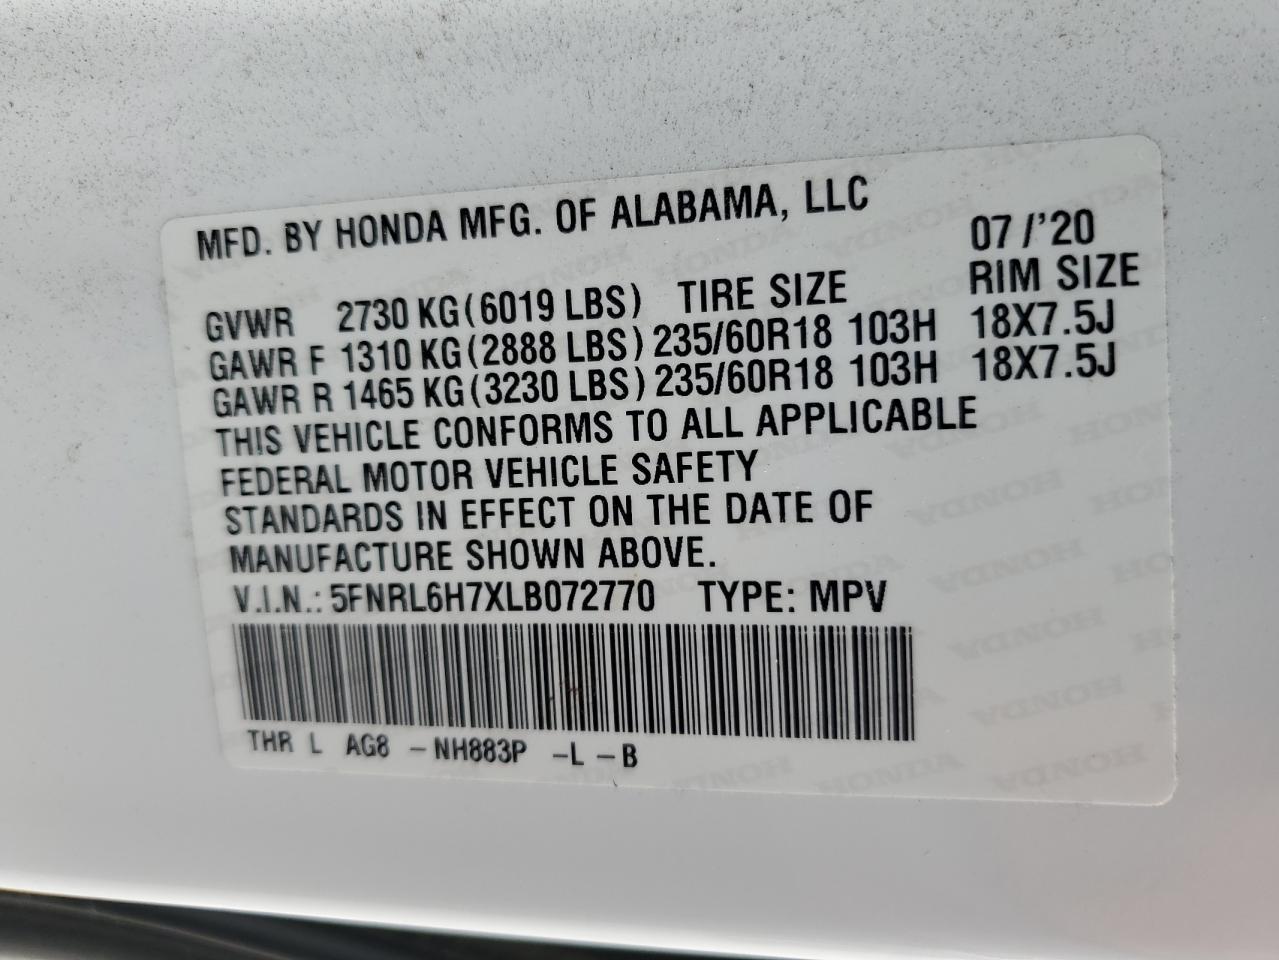 MFD. BY HONDA MFG. OF ALABAMA, LLC
07/'20
GVWR 2730 KG(6019 LBS) TIRE SIZE RIM SIZE
GAWR F 1310 KG(2888 LBS) 235/60R18 103H 18X7.5J
GAWR R 1465 KG(3230 LBS) 235/60R18 103H 18X7.5J
THIS VEHICLE CONFORMS TO ALL APPLICABLE
FEDERAL MOTOR VEHICLE SAFETY
STANDARDS IN EFFECT ON THE DATE OF
MANUFACTURE SHOWN ABOVE.
V.I.N.: 5FNRL6H7XLB072770 TYPE: MPV
THR L AG8 -NH883P -L -B